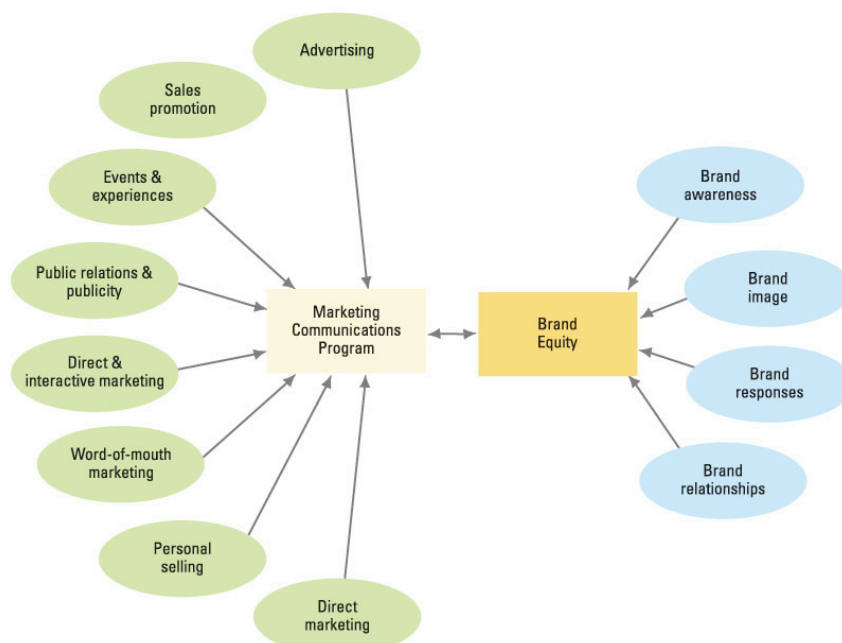 Advertising
Sales
promotion
Events &
experiences
Public relations &
publicity
Direct &
interactive marketing
Word-of-mouth
marketing
Personal
selling
Direct
marketing
Marketing
Communications
Program
Brand
Equity
Brand
awareness
Brand
image
Brand
responses
Brand
relationships